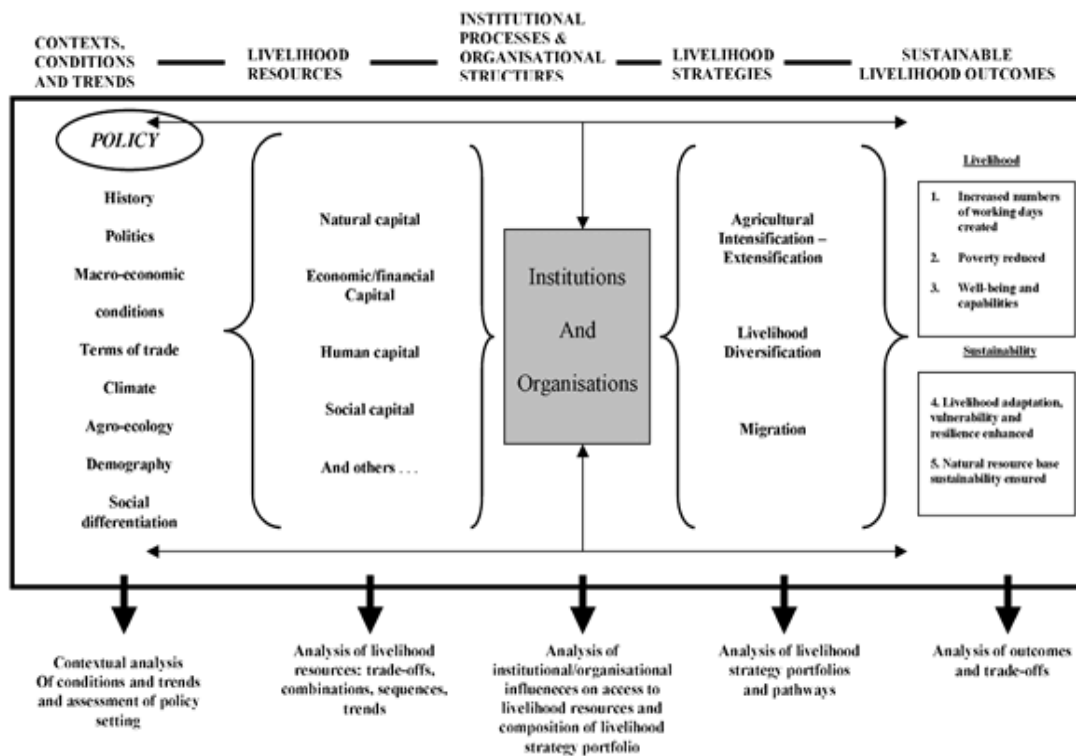 CONTEXTS,
CONDITIONS
AND TRENDS
LIVELIHOOD
RESOURCES
INSTITUTIONAL
PROCESSES &
ORGANISATIONAL
STRUCTURES
LIVELIHOOD
STRATEGIES
SUSTAINABLE
LIVELIHOOD OUTCOMES
POLICY
History
Politics
Macro-economic
conditions
Terms of trade
Climate
Agro-ecology
Demography
Social
differentiation
Natural capital
Economic/financial
Capital
Human capital
Social capital
And others . . .
Institutions
And
Organisations
Agricultural
Intensification –
Extensification
Livelihood
Diversification
Migration
Livelihood
1. Increased numbers
of working days
created
2. Poverty reduced
3. Well-being and
capabilities
Sustainability
4. Livelihood adaptation,
vulnerability and
resilience enhanced
5. Natural resource base
sustainability ensured
Contextual analysis
Of conditions and trends
and assessment of policy
setting
Analysis of livelihood
resources: trade-offs,
combinations, sequences,
trends
Analysis of
institutional/organisational
influeneces on access to
livelihood resources and
composition of livelihood
strategy portfolio
Analysis of livelihood
strategy portfolios
and pathways
Analysis of outcomes
and trade-offs